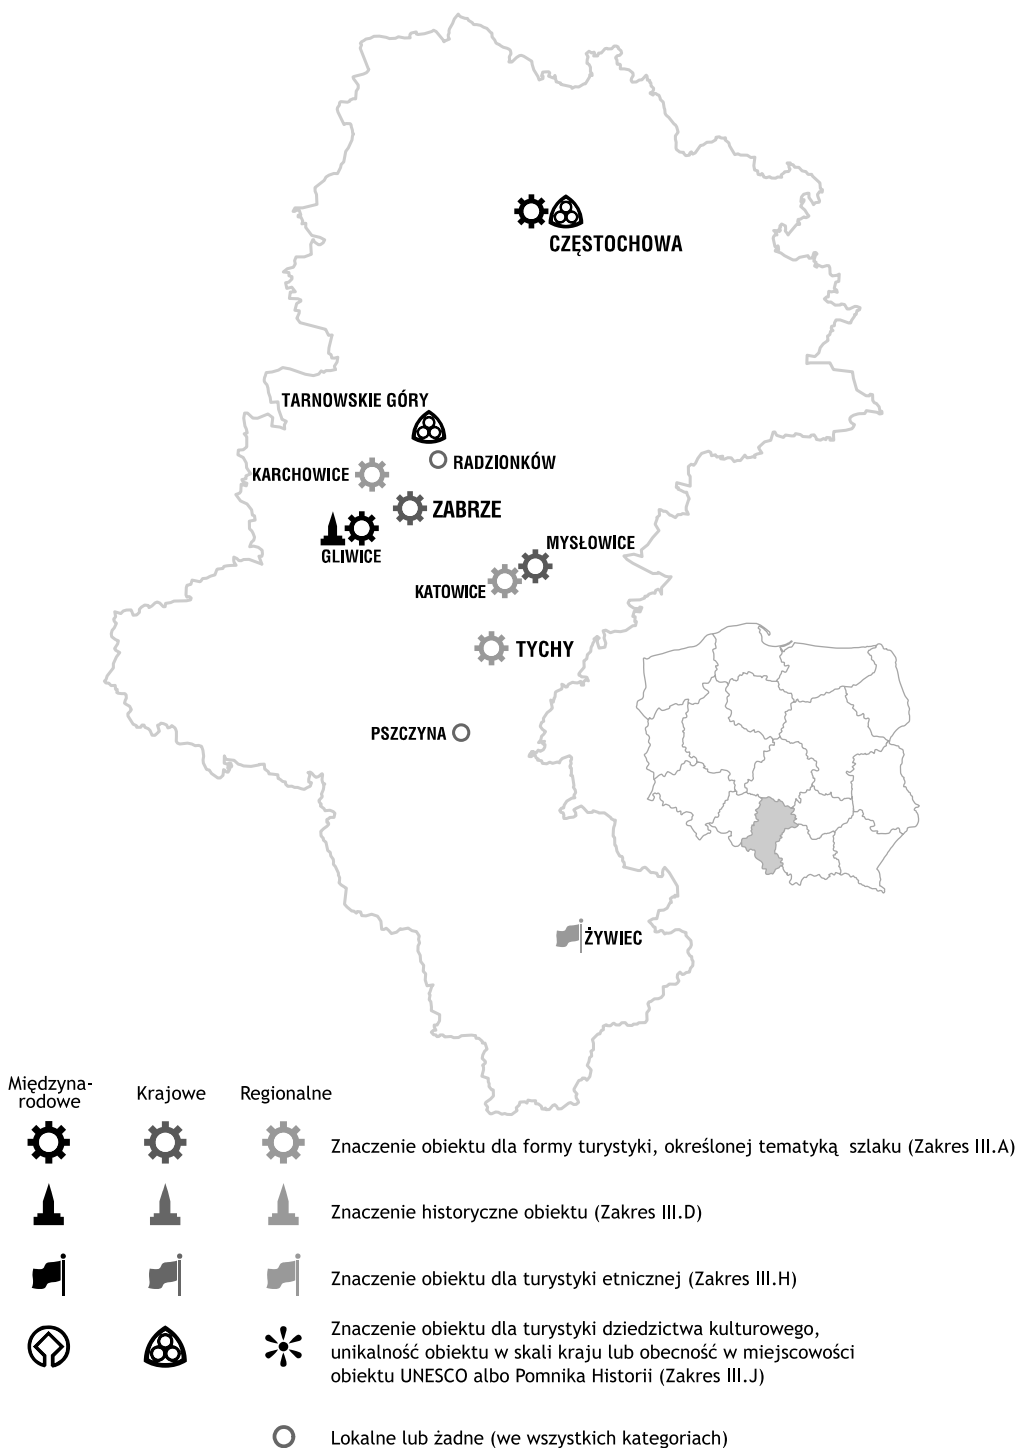 CZĘSTOCHOWA
TARNOWSKIE GÓRY
RADZIONKÓW
KARCHOWICE
ZABRZE
GLIWICE
MYSŁOWICE
KATOWICE
TYCHY
PSZCZYNA
ŻYWIEC
Międzyna-
rodowe
Krajowe
Regionalne
Znaczenie obiektu dla formy turystyki, określonej tematyką szlaku (Zakres III.A)
Znaczenie historyczne obiektu (Zakres III.D)
Znaczenie obiektu dla turystyki etnicznej (Zakres III.H)
Znaczenie obiektu dla turystyki dziedzictwa kulturowego,
unikalność obiektu w skali kraju lub obecność w miejscowości
obiektu UNESCO albo Pomnika Historii (Zakres III.J)
Lokalne lub żadne (we wszystkich kategoriach)